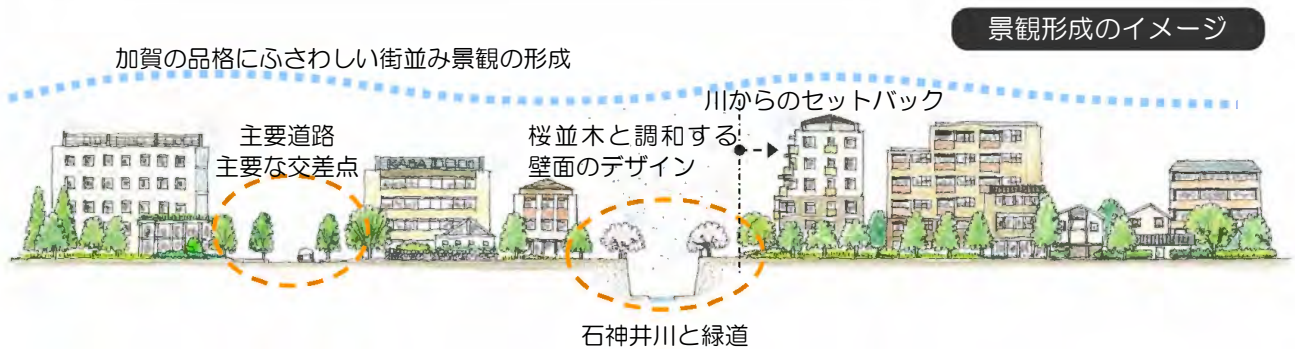 景観形成のイメージ
加賀の品格にふさわしい街並み景観の形成
川からのセットバック
主要道路
主要な交差点
桜並木と調和する
壁面のデザイン
石神井川と緑道